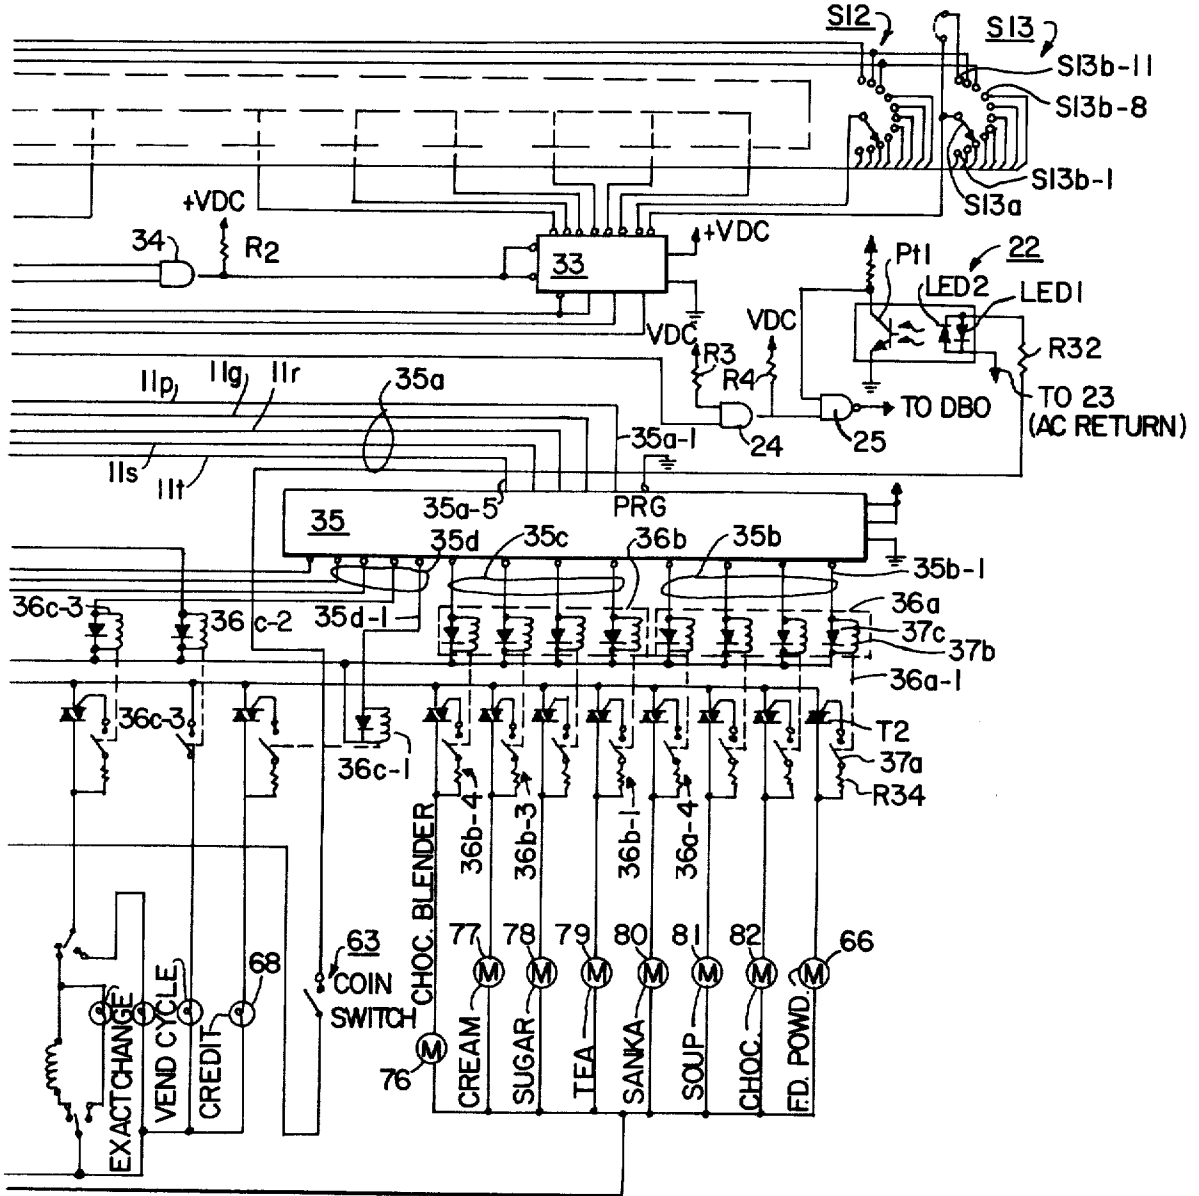 S12
S13
S13b-11
S13b-8
S13b-1
S13a
+VDC
34
R2
33
+VDC
Pt1
22
LED2
LED1
VDC
VDC
R3
R4
R32
11p
11g
11r
35a
TO DBO
TO 23
(AC RETURN)
24
25
35a-1
11s
11t
35a-5
PRG
35
35d
35c
36b
35b
35b-1
36c-3
36c-2
35d-1
36a
37c
37b
36a-1
36c-3
T2
36c-1
37a
R34
36b-4
36b-3
36b-1
36a-4
CHOC. BLENDER
77
78
79
80
81
82
66
68
63
COIN
SWITCH
M
M
M
M
M
M
M
M
76
EXACT CHANGE
VEND CYCLE
CREDIT
CREAM
SUGAR
TEA
SANKA
SOUP
CHOC.
F.D. POWD.